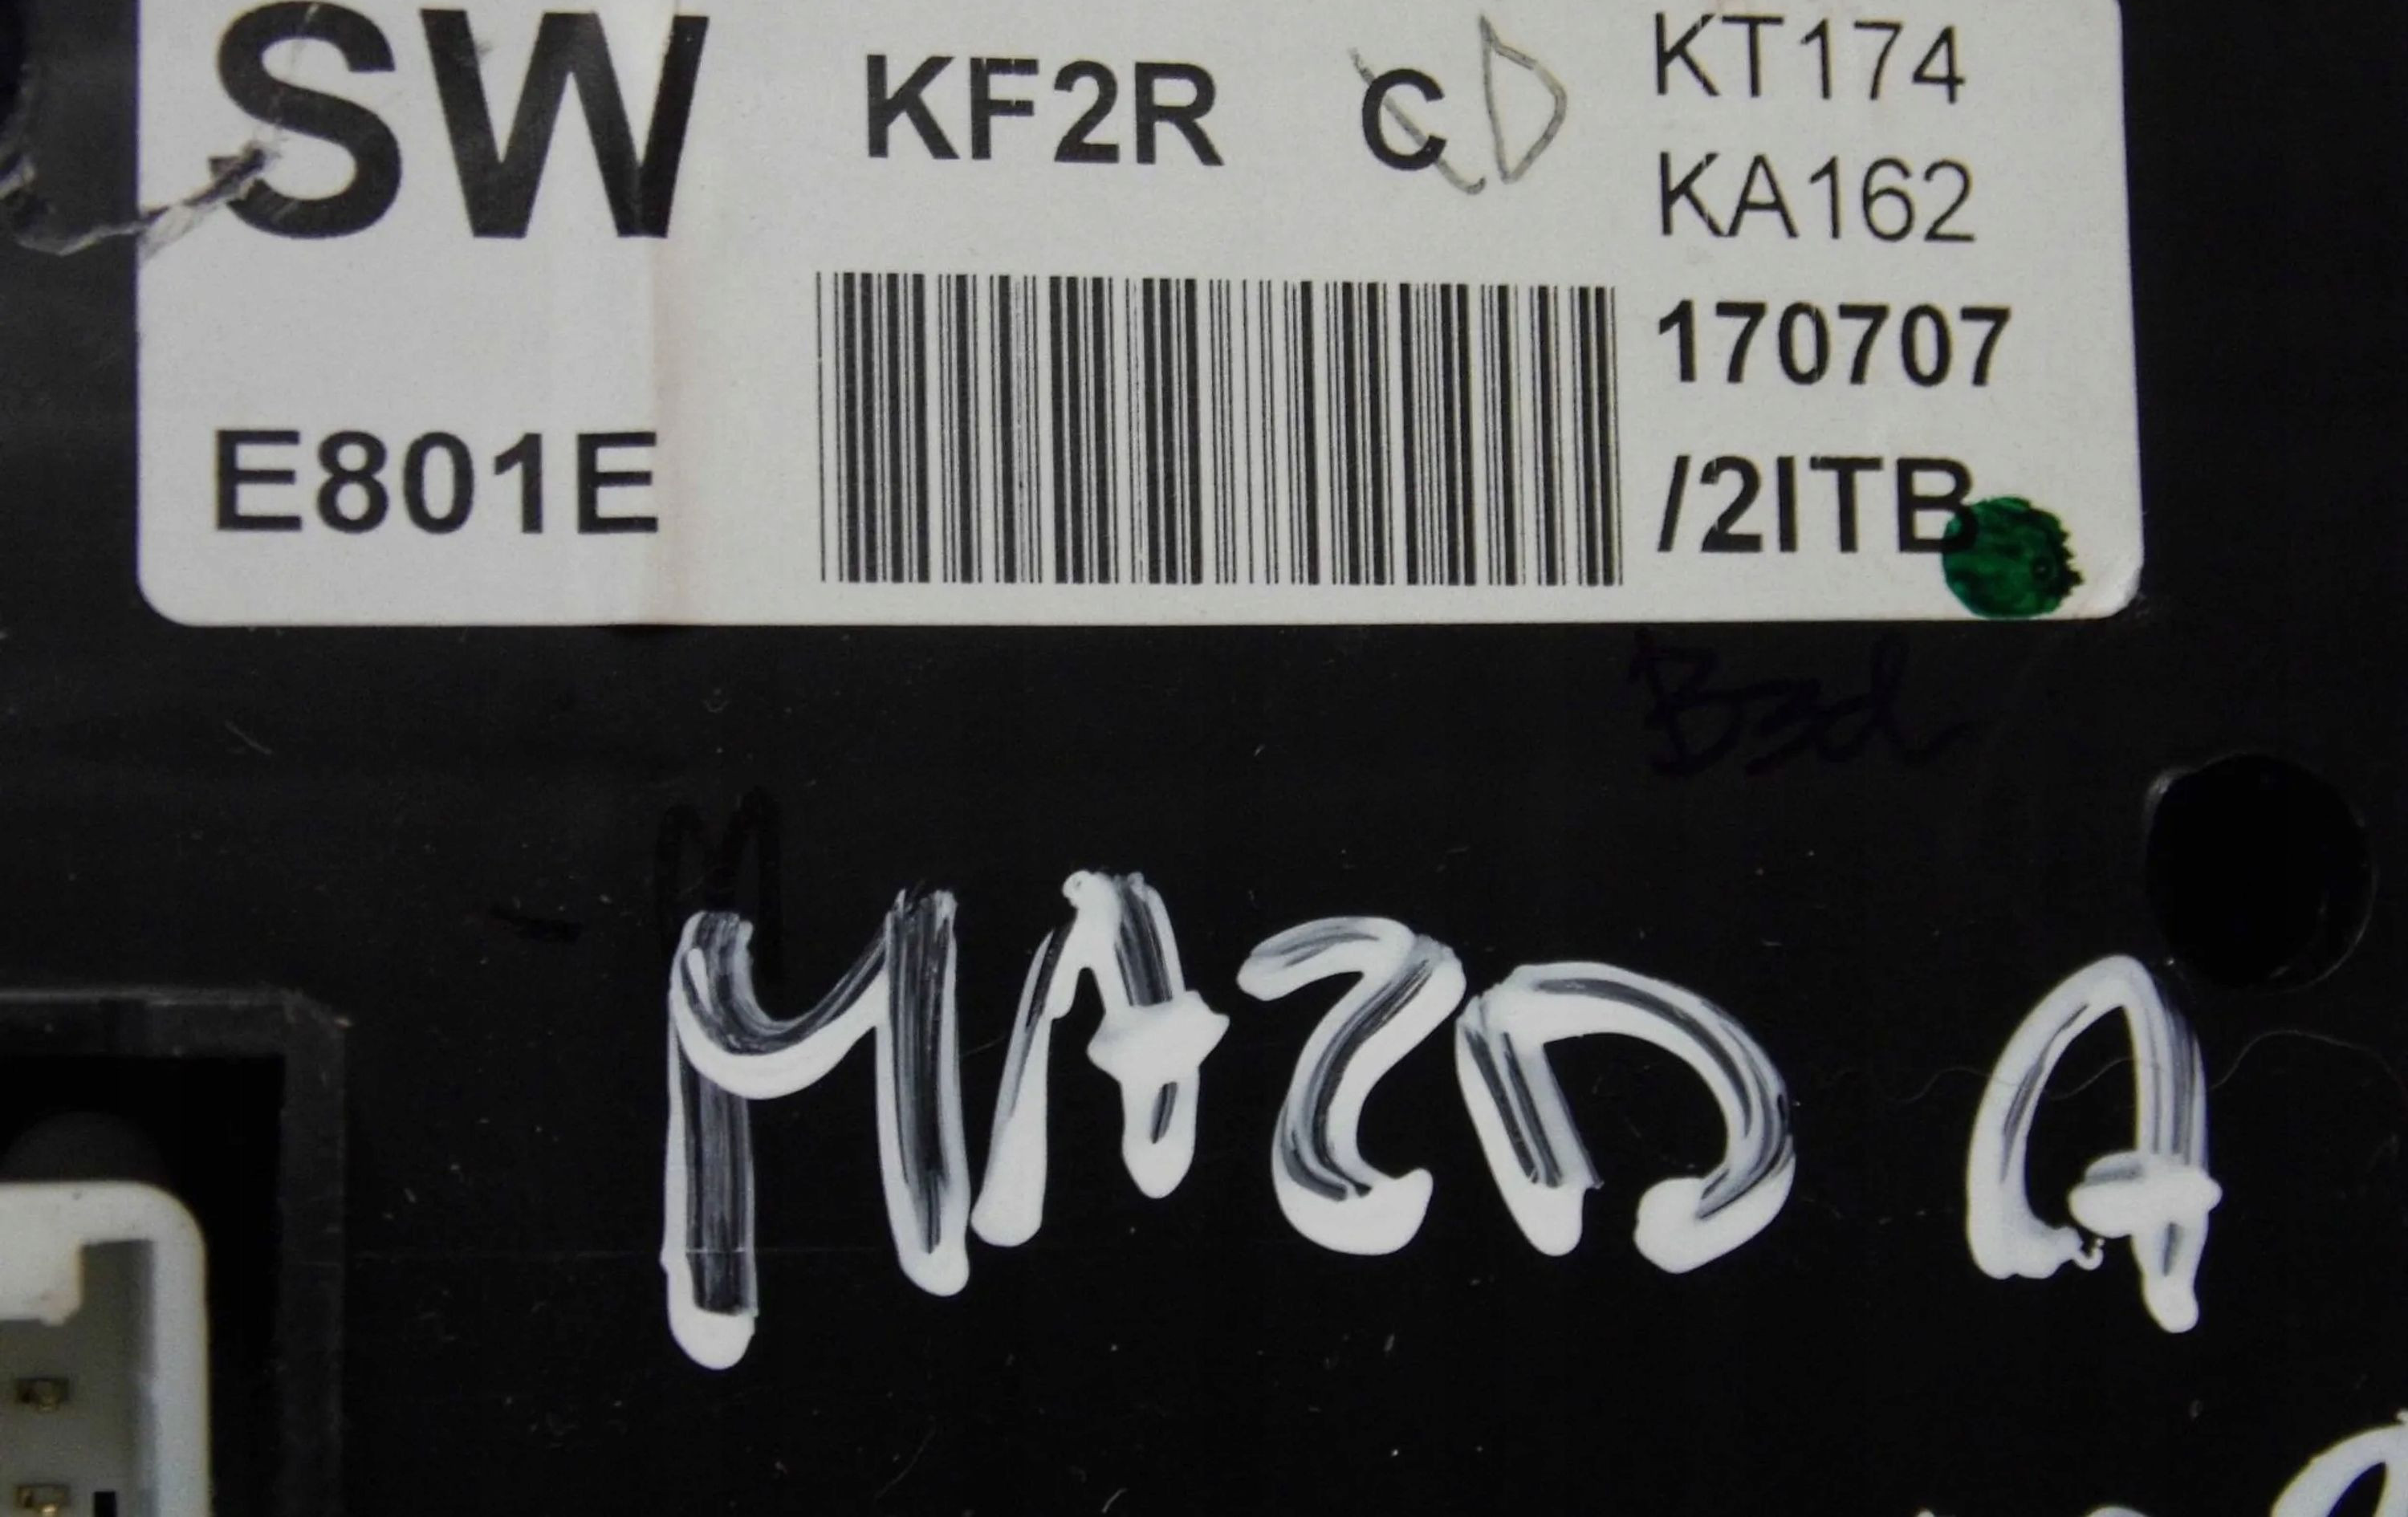 SW KF2R C D KT174
KA162
170707
E801E /2ITB
MAZDA